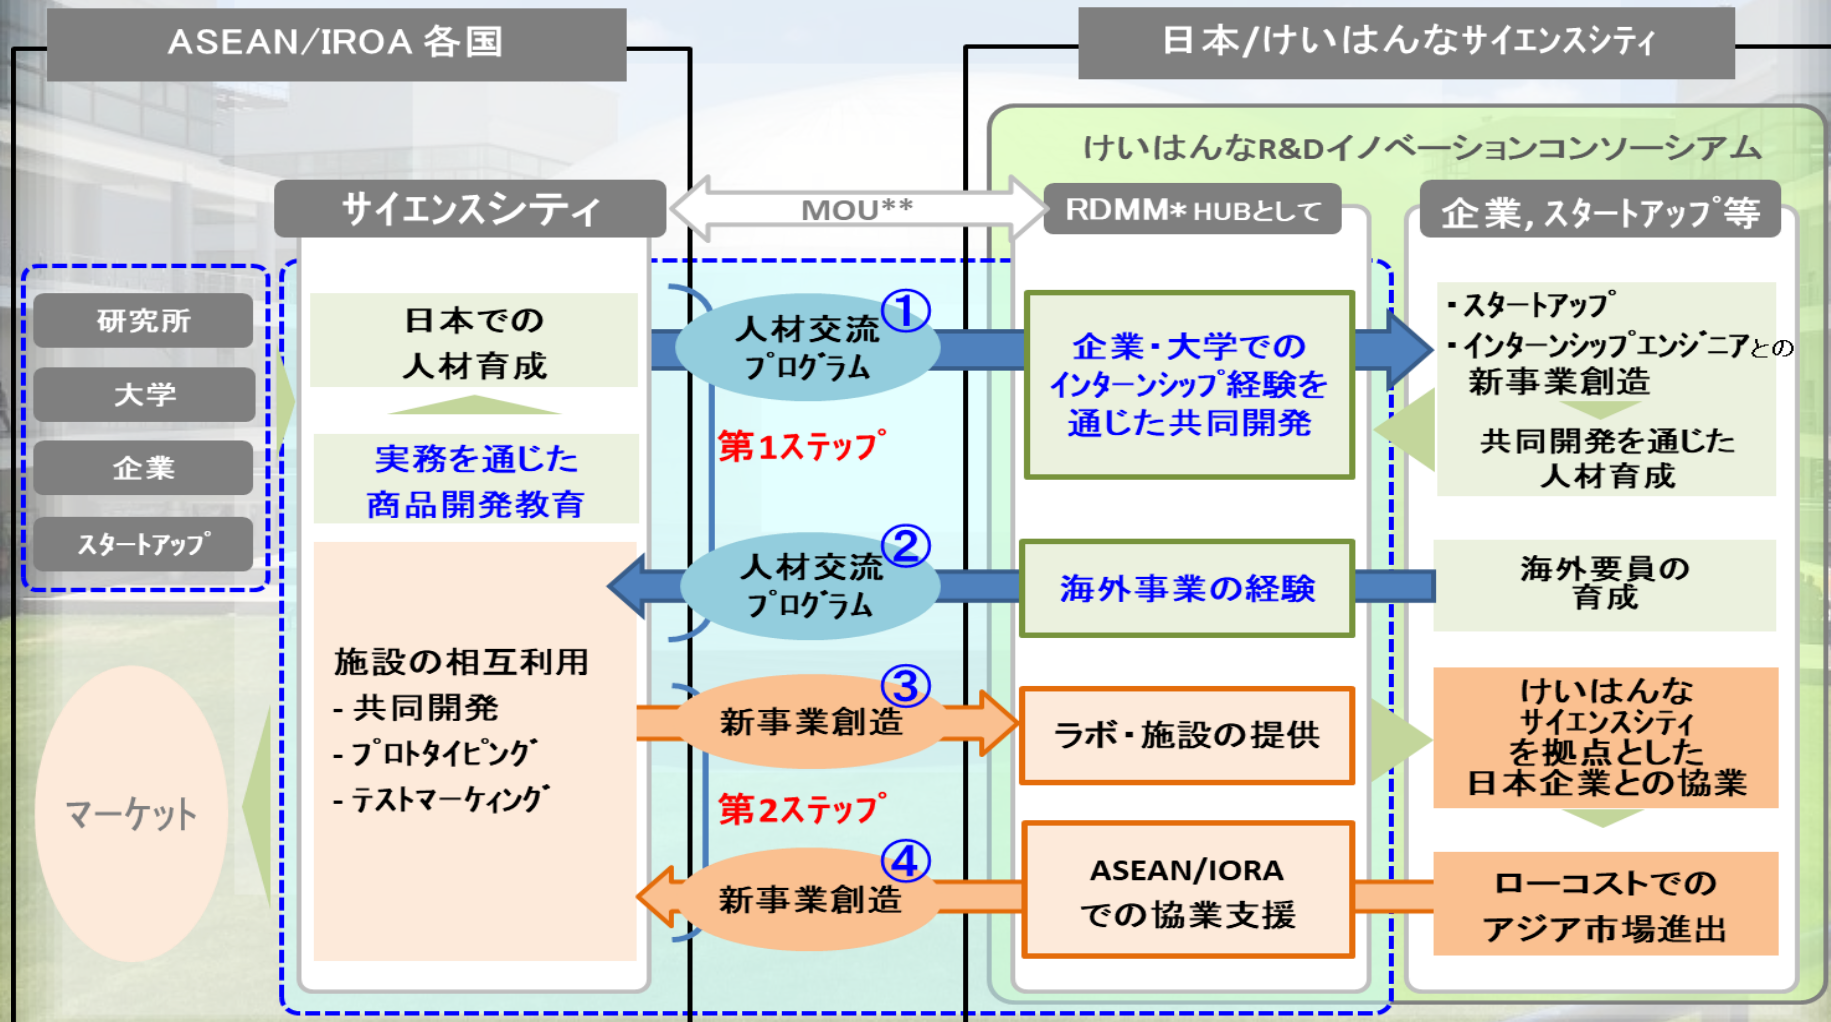 ASEAN/IROA 各国
日本/けいはんなサイエンスシティ
けいはんなR&Dイノベーションコンソーシアム
サイエンスシティ
MOU**
RDMM* HUBとして
企業, スタートアップ等
研究所
大学
企業
スタートアップ
マーケット
日本での
人材育成
実務を通じた
商品開発教育
施設の相互利用
- 共同開発
- プロトタイピング
- テストマーケィング
人材交流
プログラム
①
第1ステップ
人材交流
プログラム
②
新事業創造
③
第2ステップ
新事業創造
④
企業・大学での
インターンシップ経験を
通じた共同開発
海外事業の経験
ラボ・施設の提供
ASEAN/IORA
での協業支援
・スタートアップ
・インターンシップエンジニアとの
新事業創造
共同開発を通じた
人材育成
海外要員の
育成
けいはんな
サイエンスシティ
を拠点とした
日本企業との協業
ローコストでの
アジア市場進出